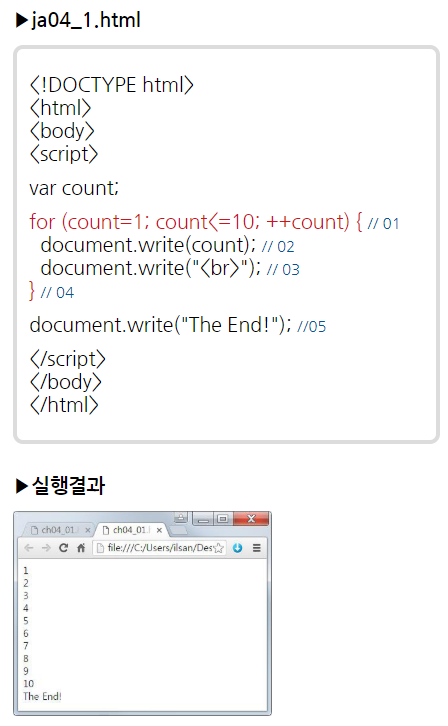 ▶ja04_1.html
<!DOCTYPE html>
<html>
<body>
<script>
var count;
for (count=1; count<=10; ++count) { // 01
document.write(count); // 02
document.write("<br>"); // 03
} // 04
document.write("The End!"); //05
</script>
</body>
</html>
▶실행결과
ch04_01.
ch04_01.
file:///C:/Users/ilsan/Des
1
2
3
4
5
6
7
8
9
10
The End!